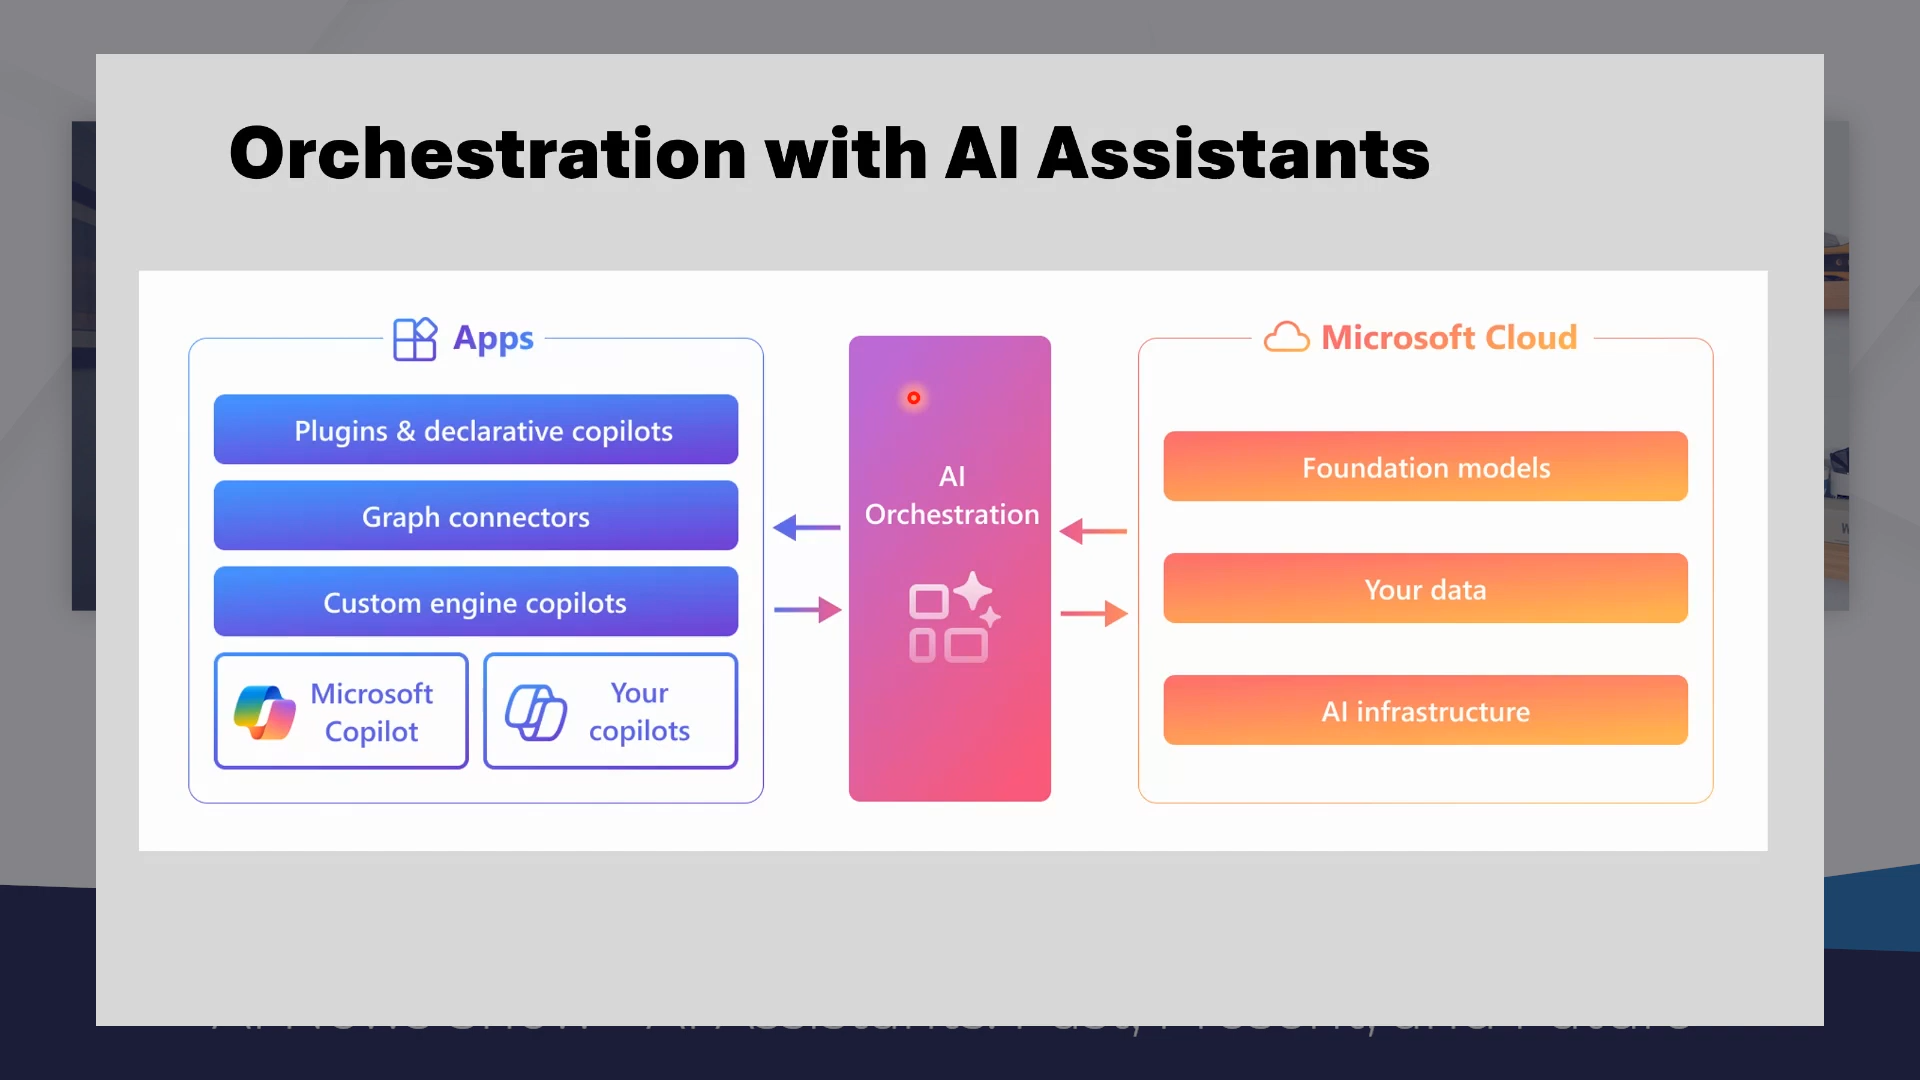 Orchestration with AI Assistants
Apps
Plugins & declarative copilots
Graph connectors
Custom engine copilots
Microsoft
Copilot
Your
copilots
AI
Orchestration
Microsoft Cloud
Foundation models
Your data
AI infrastructure